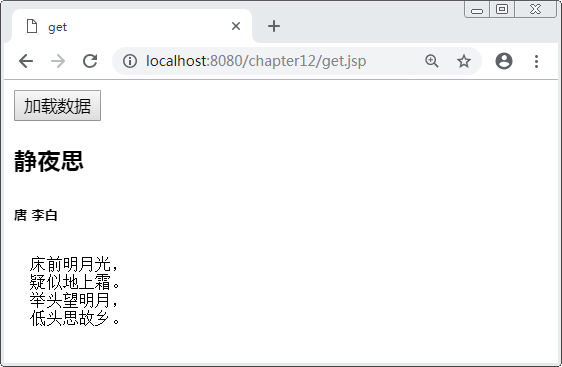 get
localhost:8080/chapter12/get.jsp
加载数据
静夜思
唐 李白
床前明月光，
疑似地上霜。
举头望明月，
低头思故乡。